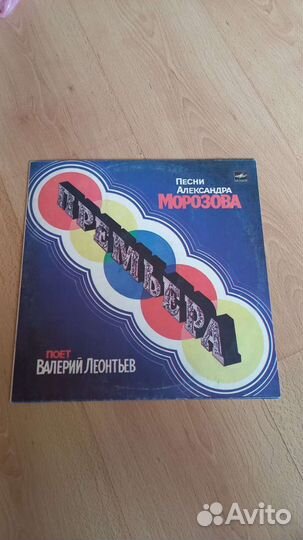 Песни
Александра
МОРОЗОВА
ПРЕМЬЕРА
ПОЕТ
ВАЛЕРИЙ ЛЕОНТЬЕВ
Avito